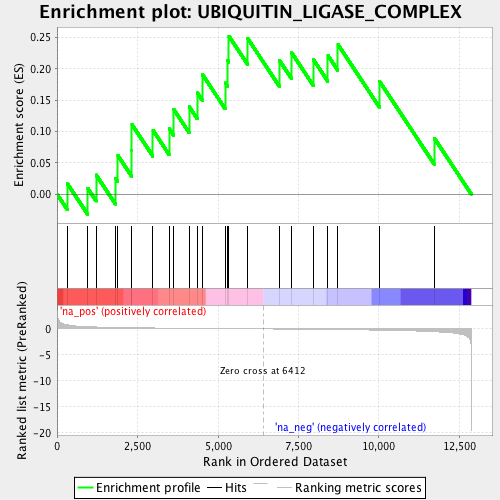 Enrichment plot: UBIQUITIN_LIGASE_COMPLEX
Enrichment score (ES)
0.25
0.20
0.15
0.10
0.05
0.00
'na_pos' (positively correlated)
Ranked list metric (PreRanked)
0
-5
-10
-15
-20
Zero cross at 6412
'na_neg' (negatively correlated)
0
2,500
5,000
7,500
10,000
12,500
Rank in Ordered Dataset
Enrichment profile
Hits
Ranking metric scores